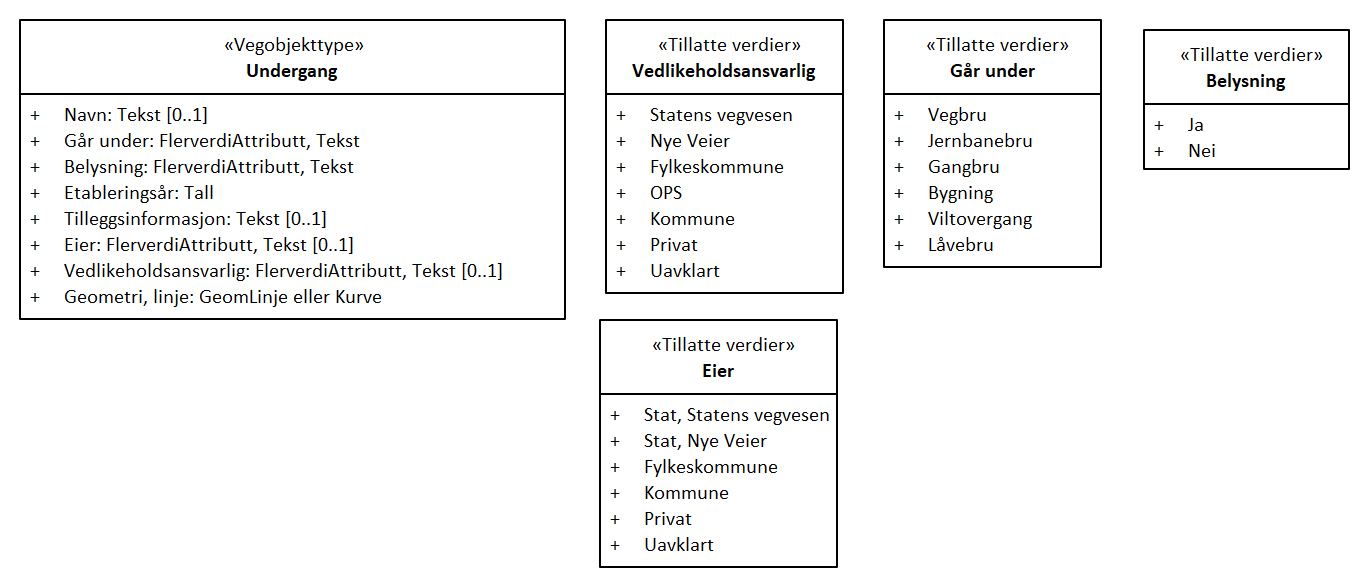 «Vegobjekttype»
Undergang
+ Navn: Tekst [0..1]
+ Går under: FlerverdiAttributt, Tekst
+ Belysning: FlerverdiAttributt, Tekst
+ Etableringsår: Tall
+ Tilleggsinformasjon: Tekst [0..1]
+ Eier: FlerverdiAttributt, Tekst [0..1]
+ Vedlikeholdsansvarlig: FlerverdiAttributt, Tekst [0..1]
+ Geometri, linje: GeomLinje eller Kurve
«Tillatte verdier»
Vedlikeholdsansvarlig
+ Statens vegvesen
+ Nye Veier
+ Fylkeskommune
+ OPS
+ Kommune
+ Privat
+ Uavklart
«Tillatte verdier»
Går under
+ Vegbru
+ Jernbanebru
+ Gangbru
+ Bygning
+ Viltovergang
+ Låvebru
«Tillatte verdier»
Belysning
+ Ja
+ Nei
«Tillatte verdier»
Eier
+ Stat, Statens vegvesen
+ Stat, Nye Veier
+ Fylkeskommune
+ Kommune
+ Privat
+ Uavklart